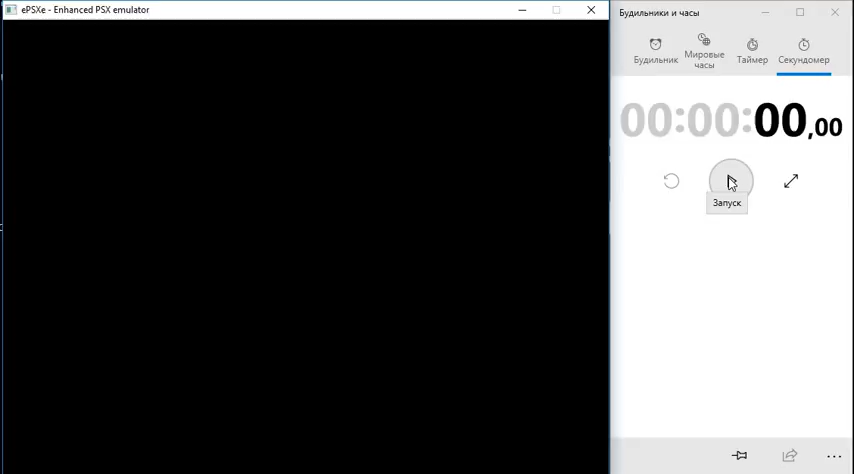 ePSXe - Enhanced PSX emulator
Будильники и часы
Будильник
Мировые
часы
Таймер
Секундомер
00:00:00,00
Запуск